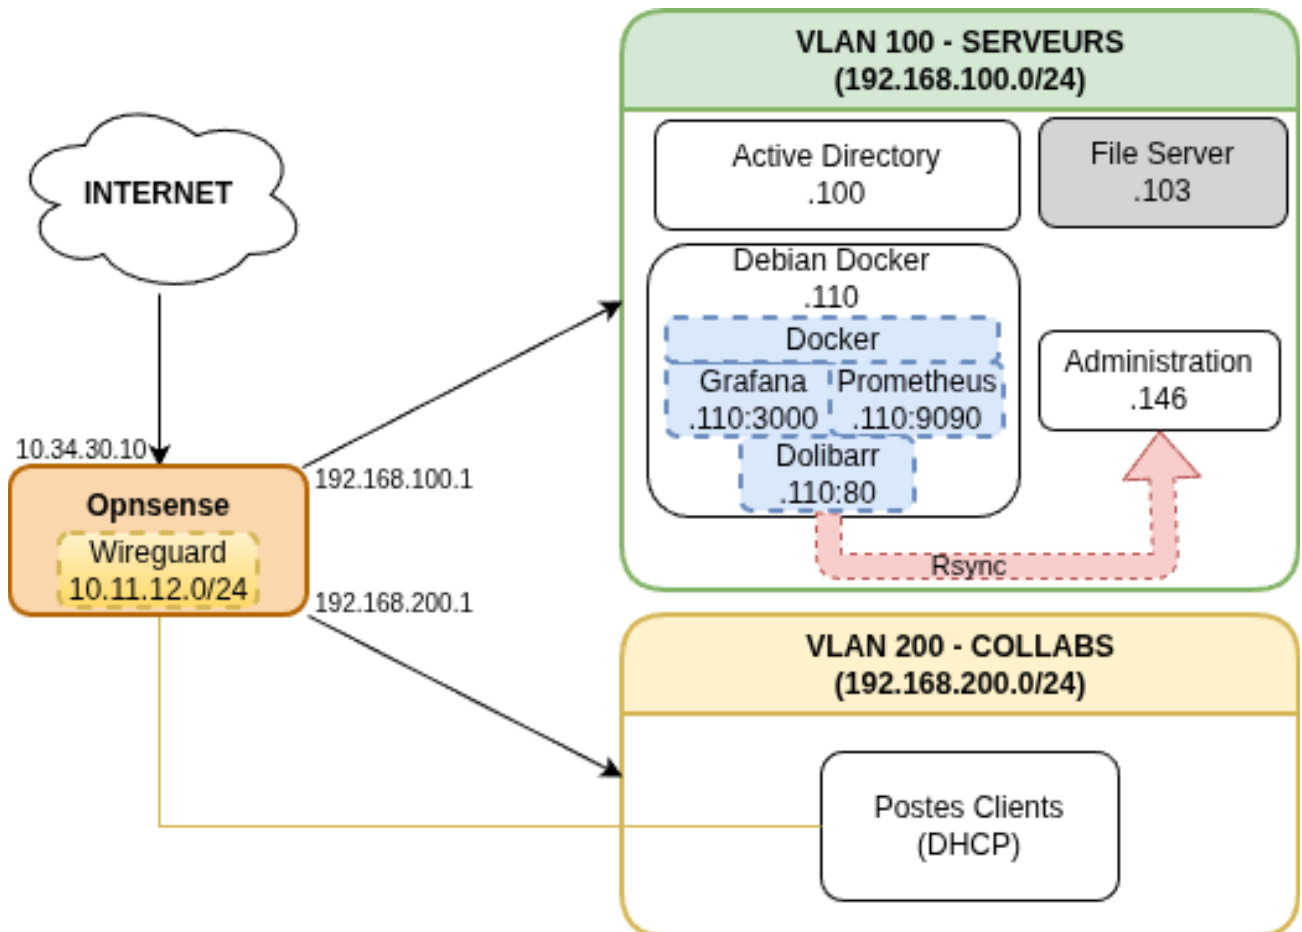 VLAN 100 - SERVEURS
(192.168.100.0/24)
Active Directory
.100
File Server
.103
INTERNET
Debian Docker
.110
Docker
Grafana
.110:3000
Prometheus
.110:9090
Dolibarr
.110:80
Administration
.146
Rsync
10.34.30.10
192.168.100.1
Opnsense
Wireguard
10.11.12.0/24
192.168.200.1
VLAN 200 - COLLABS
(192.168.200.0/24)
Postes Clients
(DHCP)